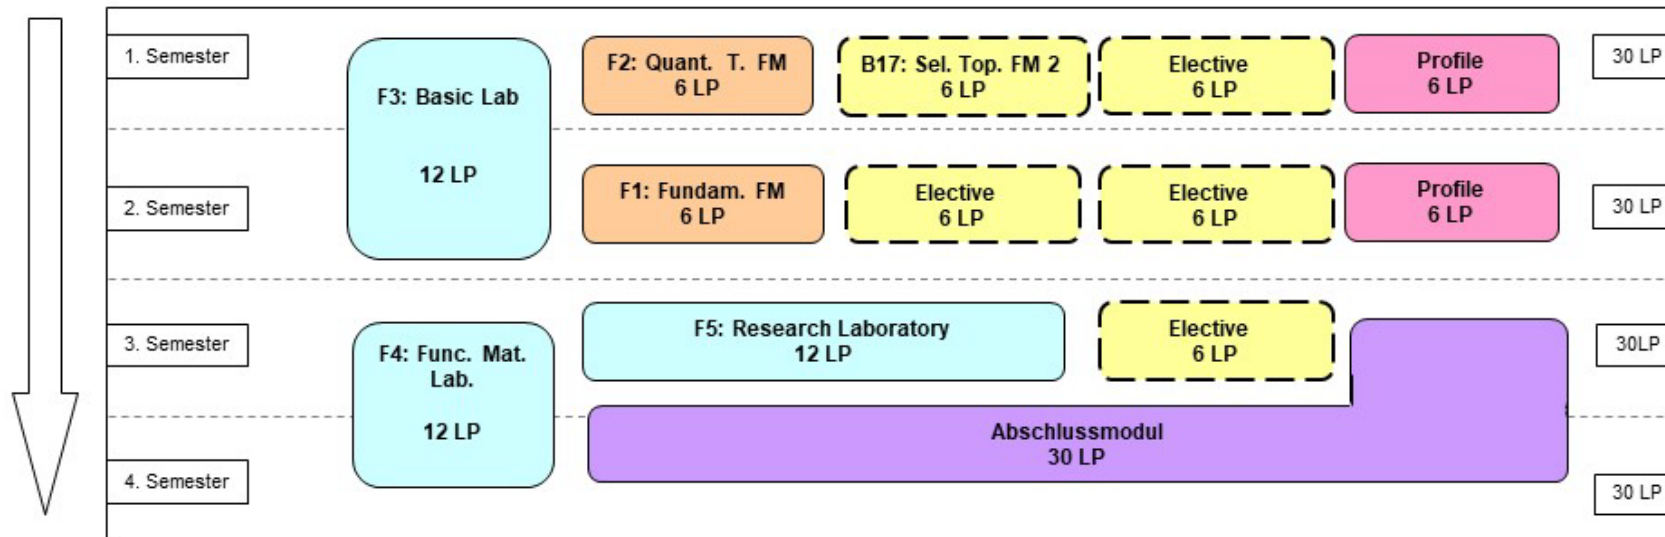 1. Semester
F3: Basic Lab
12 LP
F2: Quant. T. FM
6 LP
B17: Sel. Top. FM 2
6 LP
Elective
6 LP
Profile
6 LP
30 LP
2. Semester
F1: Fundam. FM
6 LP
Elective
6 LP
Elective
6 LP
Profile
6 LP
30 LP
3. Semester
F4: Func. Mat.
Lab.
12 LP
F5: Research Laboratory
12 LP
Elective
6 LP
30LP
4. Semester
Abschlussmodul
30 LP
30 LP